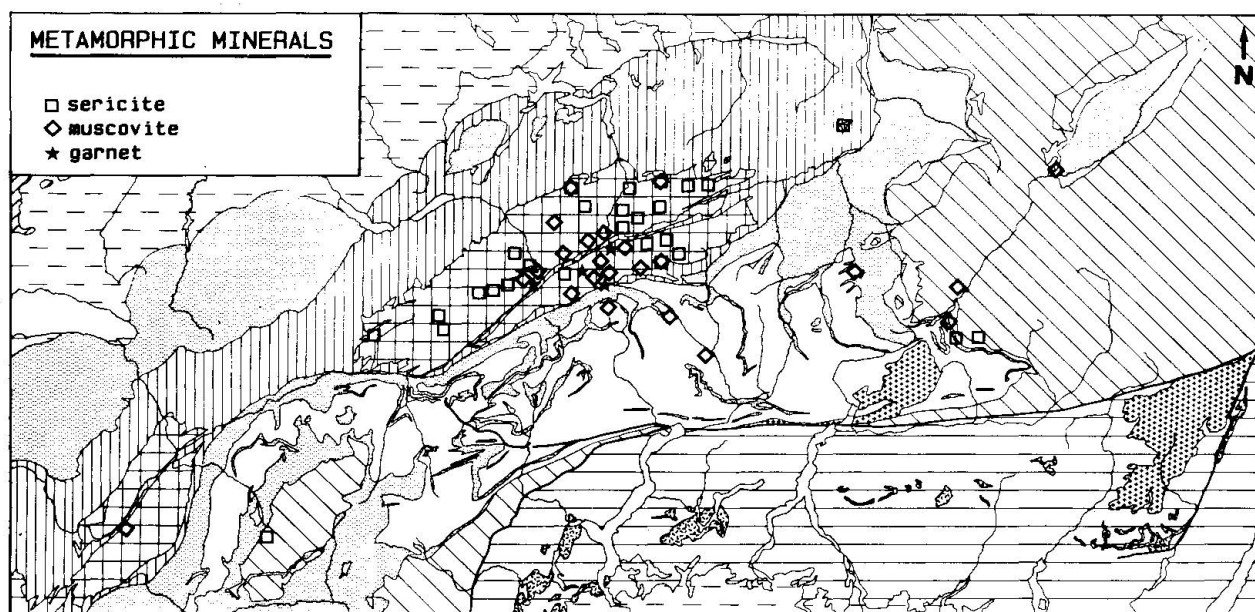 METAMORPHIC MINERALS
sericite
muscovite
garnet
N